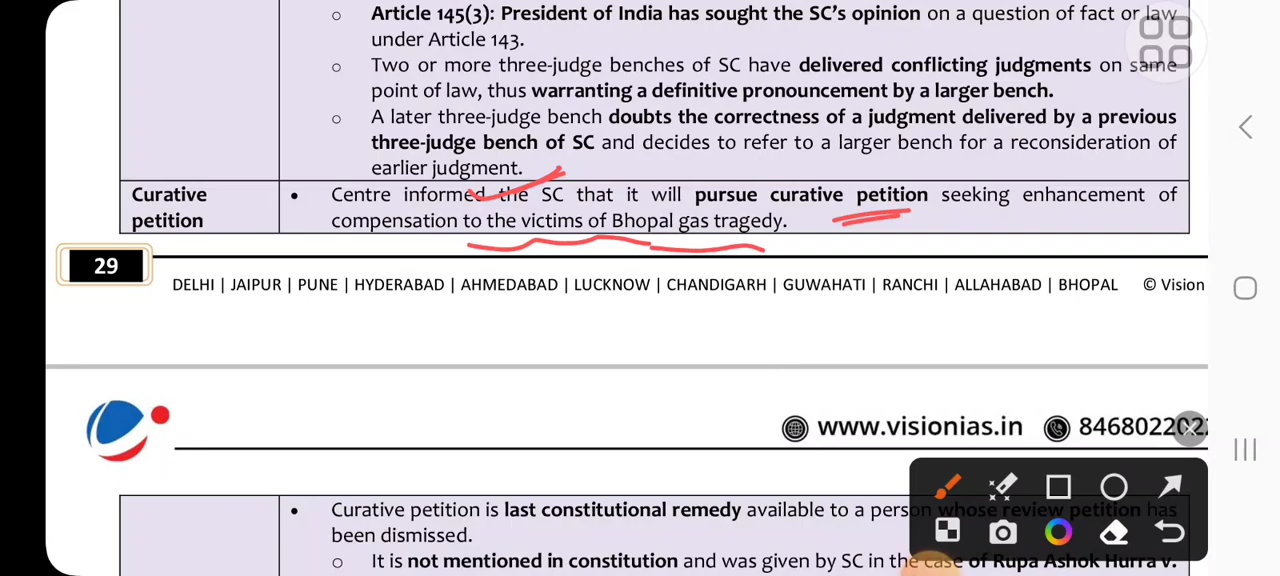 Article 145(3): President of India has sought the SC's opinion on a question of fact or law
under Article 143.
Two or more three-judge benches of SC have delivered conflicting judgments on same
point of law, thus warranting a definitive pronouncement by a larger bench.
A later three-judge bench doubts the correctness of a judgment delivered by a previous
three-judge bench of SC and decides to refer to a larger bench for a reconsideration of
earlier judgment.
Curative
petition
Centre informed the SC that it will pursue curative petition seeking enhancement of
compensation to the victims of Bhopal gas tragedy.
29
DELHI | JAIPUR | PUNE | HYDERABAD | AHMEDABAD | LUCKNOW | CHANDIGARH | GUWAHATI | RANCHI | ALLAHABAD | BHOPAL © Vision
www.visionias.in 8468022022
Curative petition is last constitutional remedy available to a person whose review petition has
been dismissed.
It is not mentioned in constitution and was given by SC in the case of Rupa Ashok Hurra v.